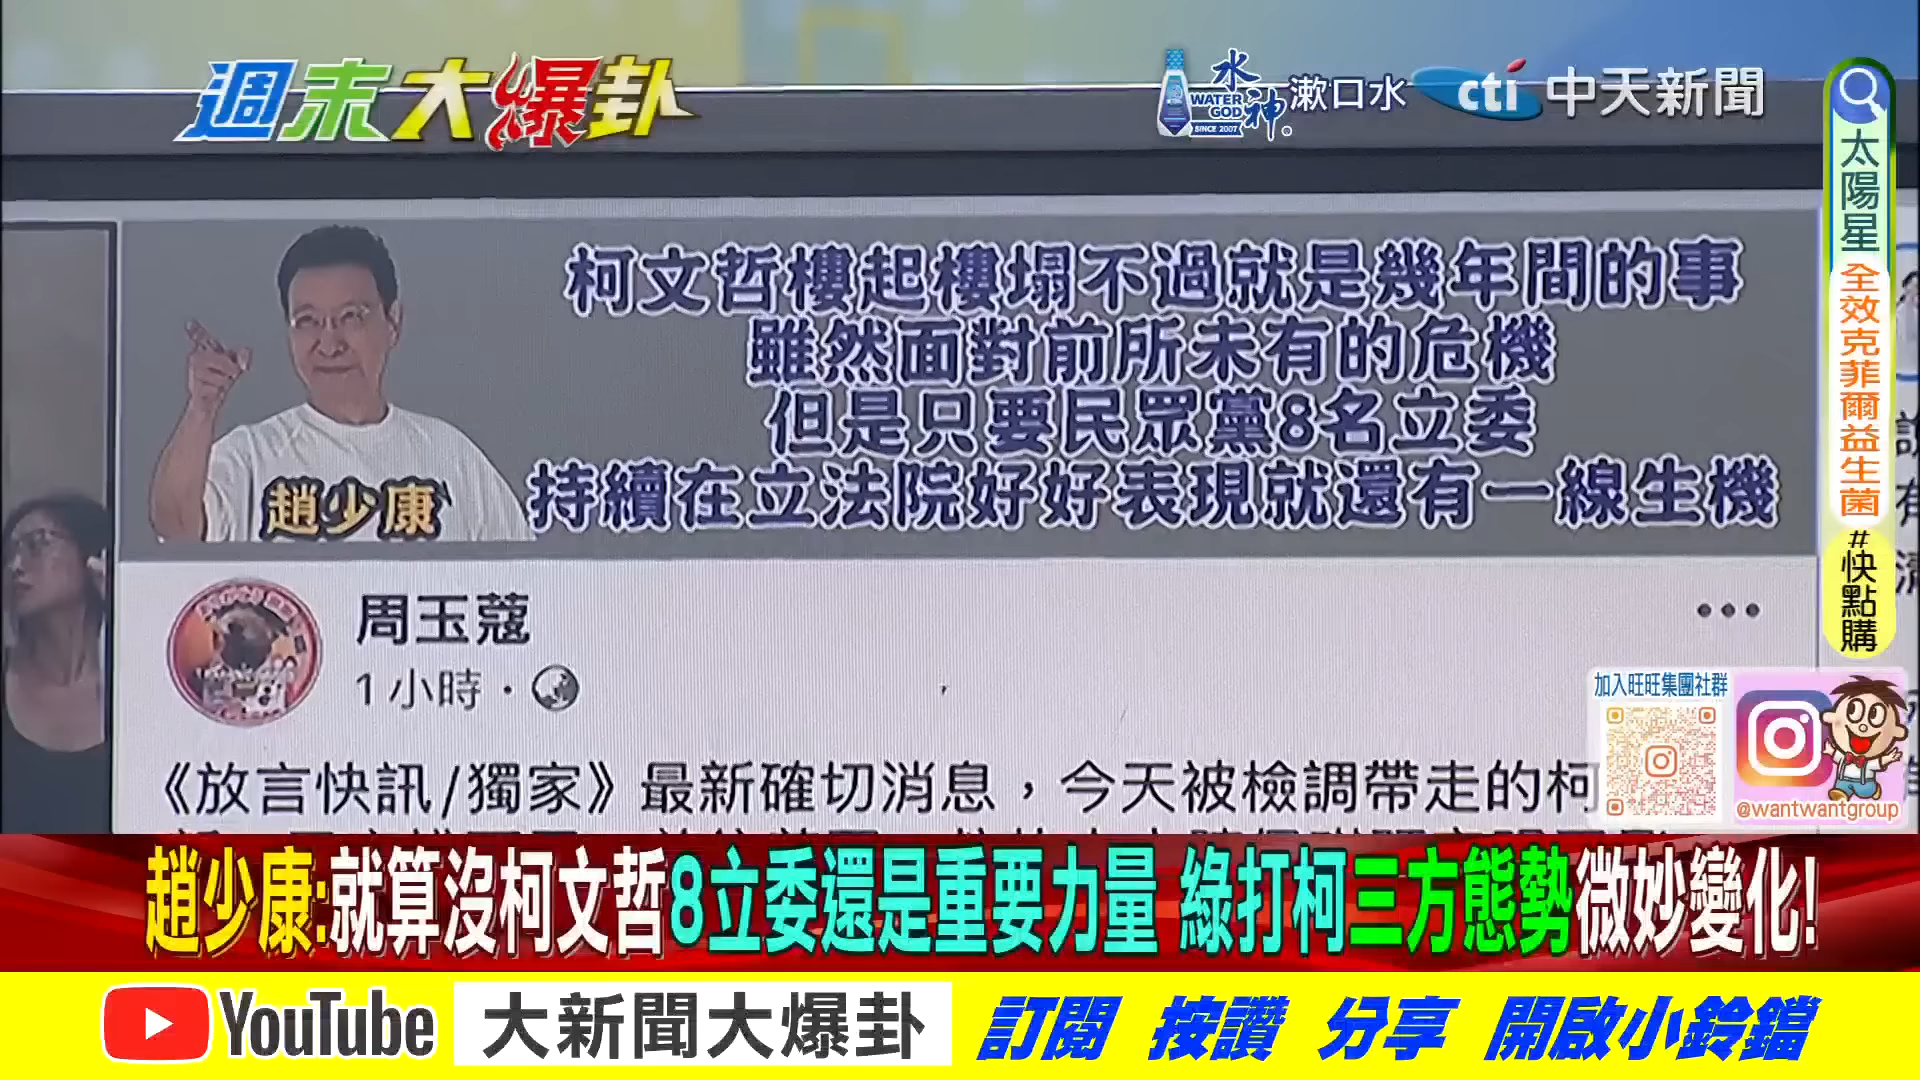 週末大爆卦
水神
WATER GOD
SINCE 2007
漱口水
cti 中天新聞
太陽星
全效克菲爾益生菌
#快點購
柯文哲樓起樓塌不過就是幾年間的事
雖然面對前所未有的危機
但是只要民眾黨8名立委
持續在立法院好好表現就還有一線生機
趙少康
周玉蔻
1小時
《放言快訊/獨家》最新確切消息，今天被檢調帶走的柯
加入旺旺集團社群
@wantwantgroup
趙少康:就算沒柯文哲8立委還是重要力量 綠打柯三方態勢微妙變化!
YouTube 大新聞大爆卦 訂閱 按讚 分享 開啟小鈴鐺